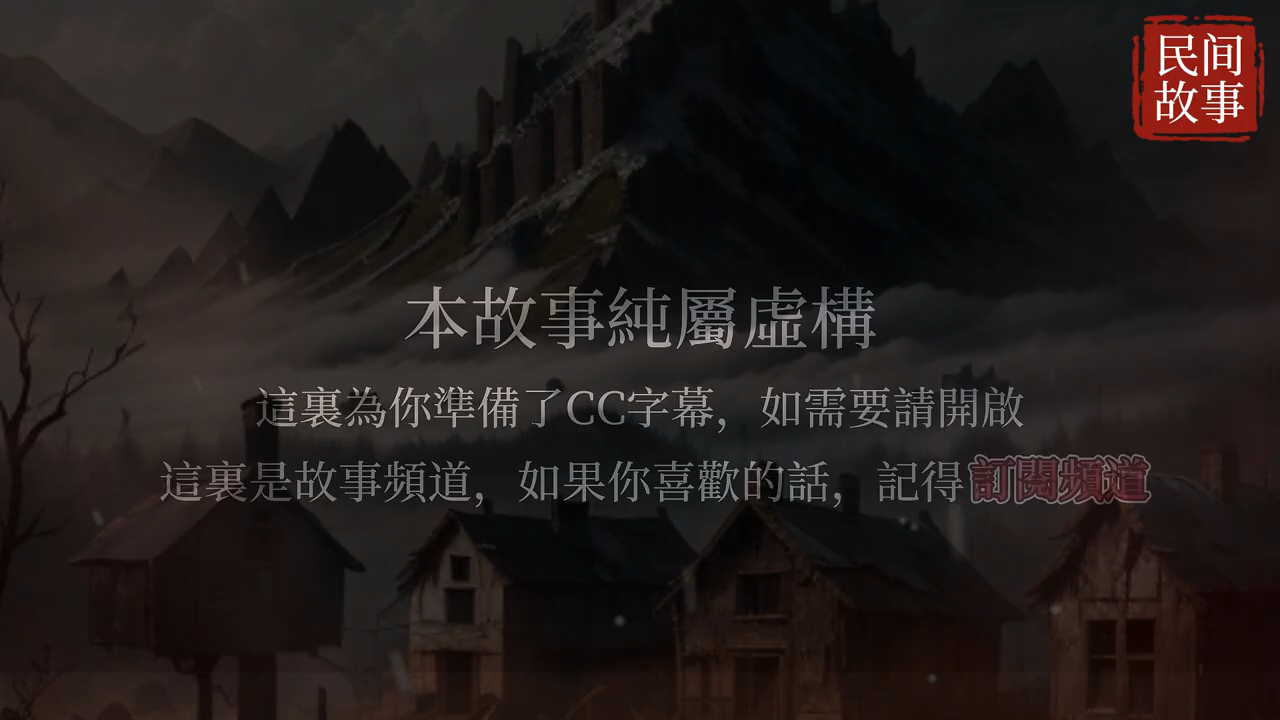 民间
故事
本故事純屬虛構
這裏為你準備了CC字幕，如需要請開啟
這裏是故事頻道，如果你喜歡的話，記得訂閱頻道